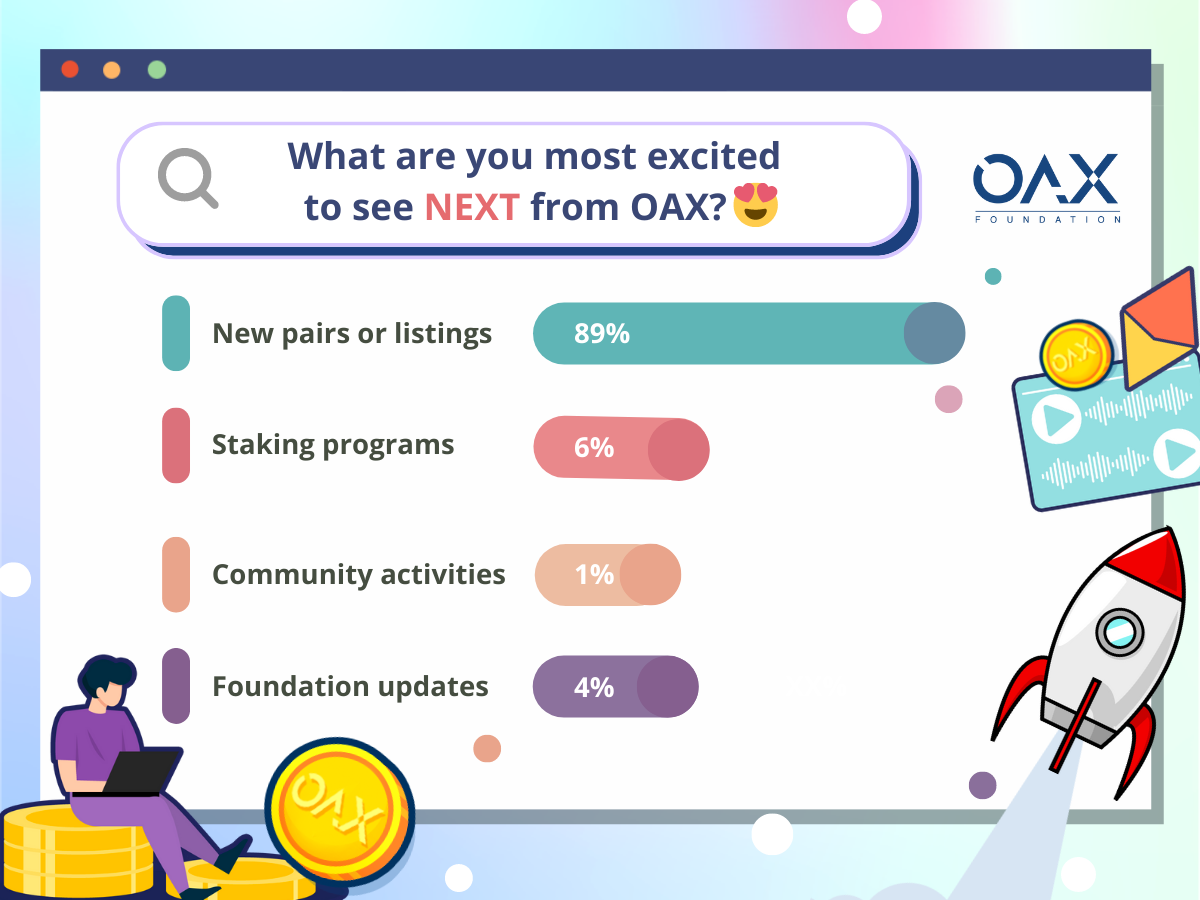 What are you most excited
to see NEXT from OAX?😍
OAX
FOUNDATION
New pairs or listings
89%
Staking programs
6%
Community activities
1%
Foundation updates
4%
OAX
OAX